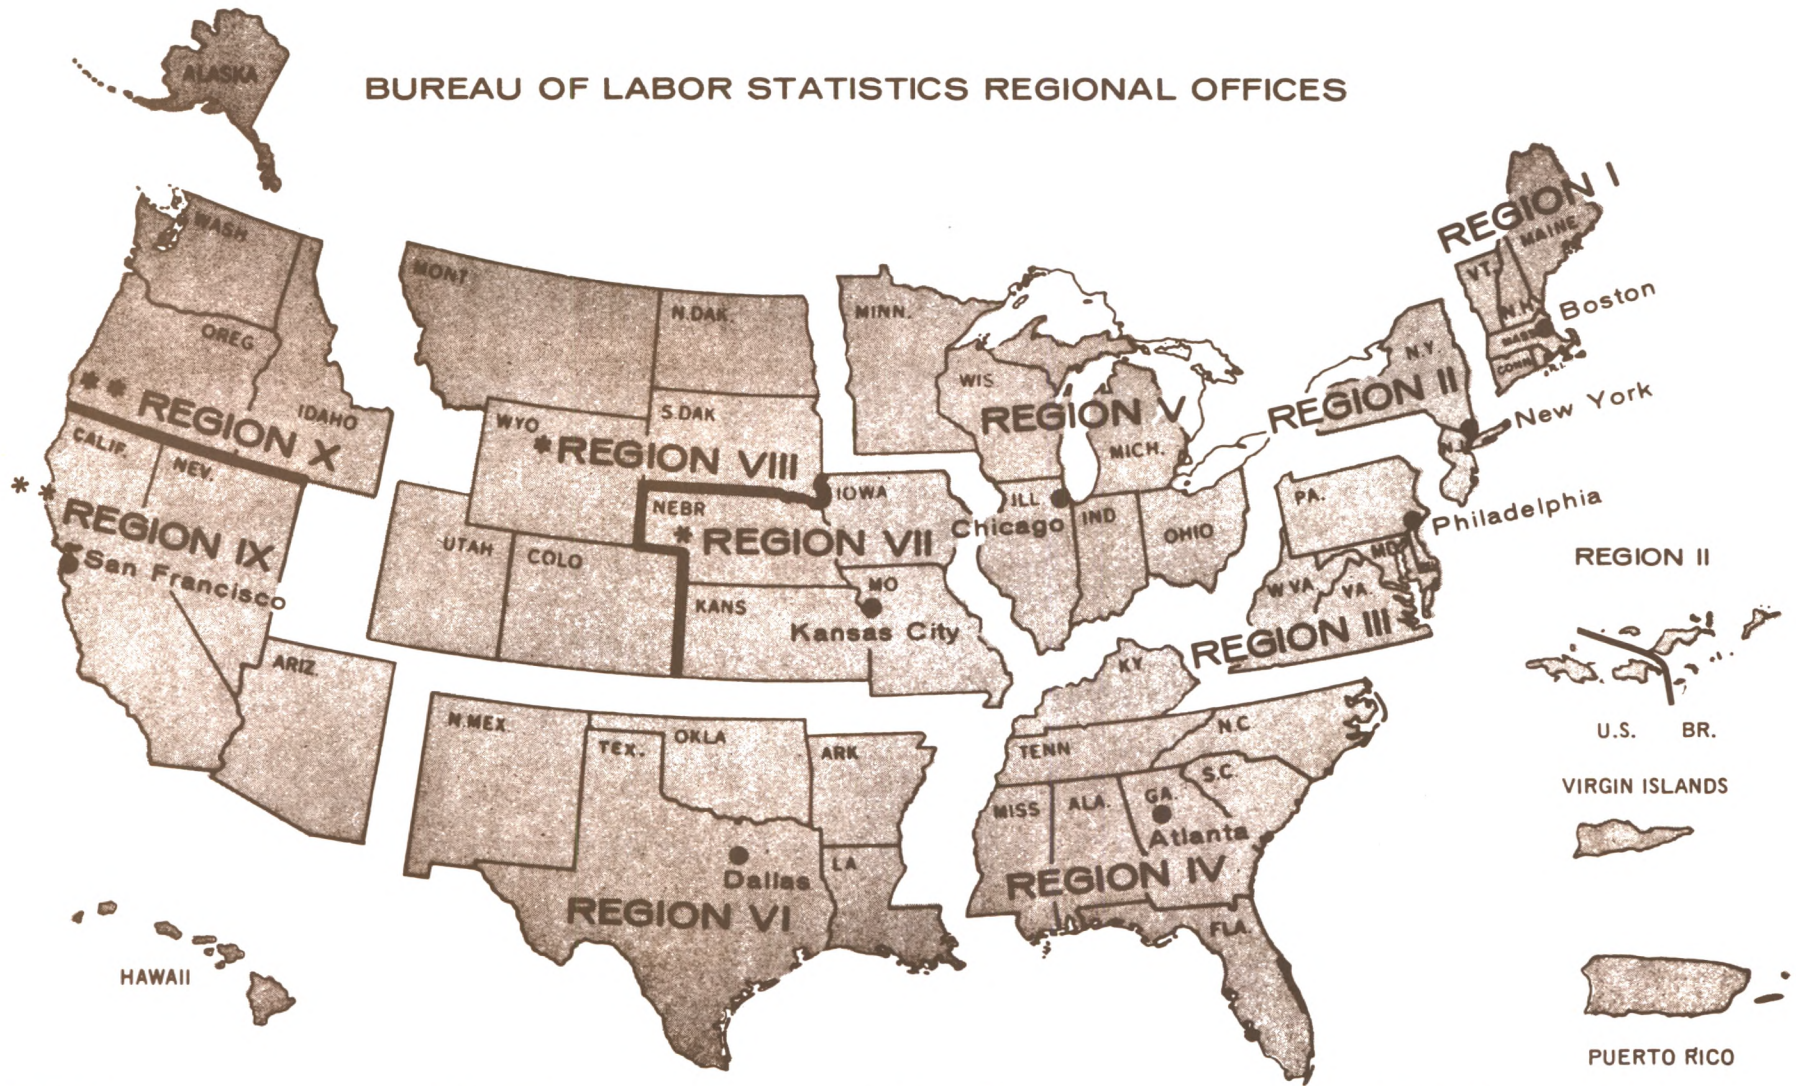 ALASKA
BUREAU OF LABOR STATISTICS REGIONAL OFFICES
REGION I
MAINE
VT.
N.H.
Boston
MASS
CONN.
R.I.
WASH.
OREG.
IDAHO
** REGION X
MONT.
N.DAK.
S.DAK
WYO
*REGION VIII
UTAH
COLO
MINN.
WIS
REGION V
MICH.
ILL
Chicago
IND
OHIO
N.Y.
REGION II
New York
N.J.
PA.
Philadelphia
MD.
W VA.
VA.
REGION III
CALIF.
NEV.
**
REGION IX
San Francisco
ARIZ.
NEBR
IOWA
* REGION VII
KANS
MO
Kansas City
REGION II
U.S. BR.
VIRGIN ISLANDS
PUERTO RICO
N.MEX.
TEX.
OKLA
ARK
LA
Dallas
REGION VI
KY.
TENN
N.C.
S.C.
MISS
ALA.
GA.
Atlanta
REGION IV
FLA.
HAWAII